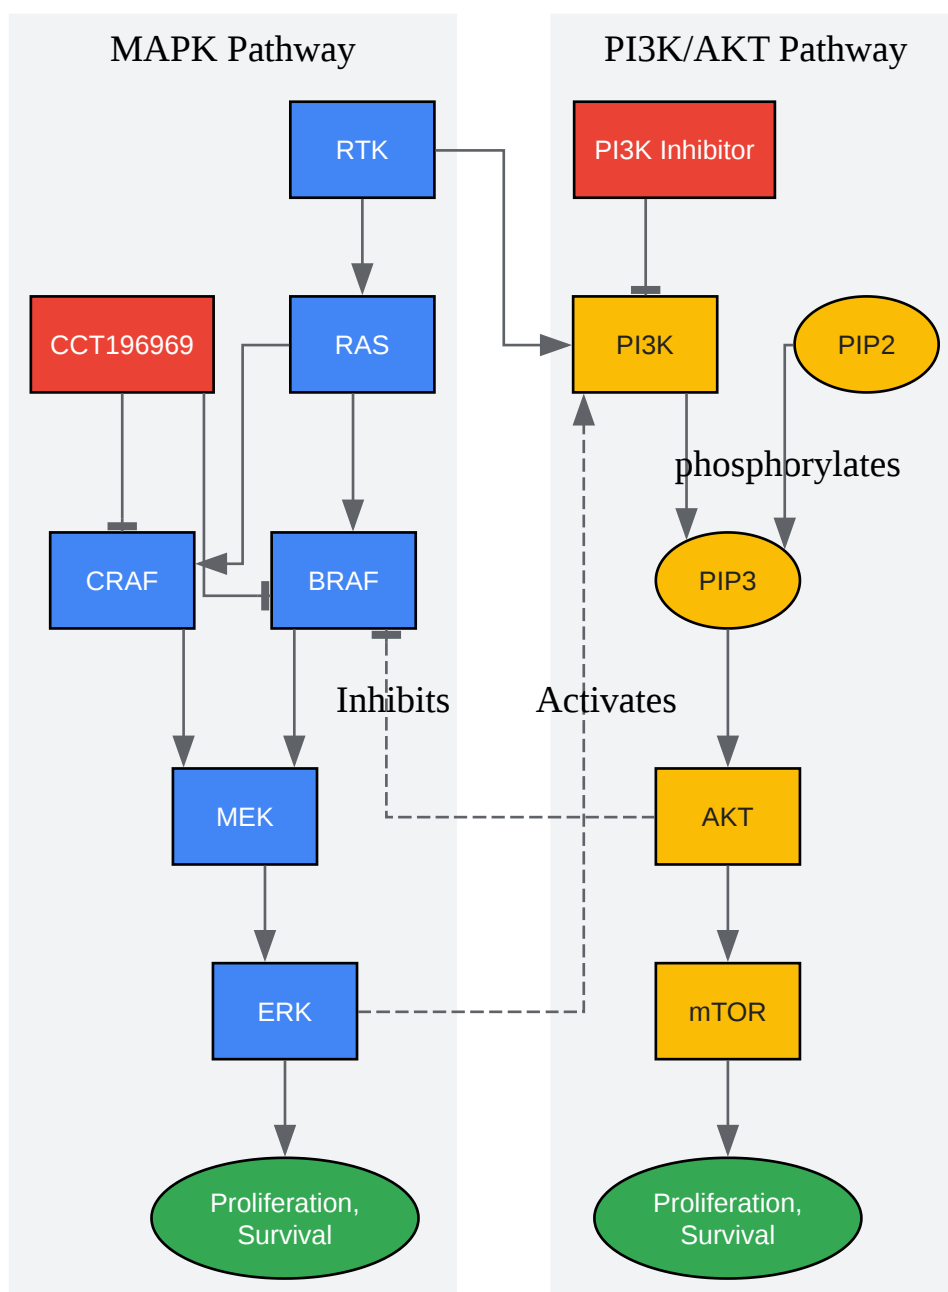 MAPK Pathway
PI3K/AKT Pathway
RTK
PI3K Inhibitor
CCT196969
RAS
PI3K
PIP2
phosphorylates
CRAF
BRAF
PIP3
Inhibits
Activates
MEK
AKT
ERK
mTOR
Proliferation,
Survival
Proliferation,
Survival